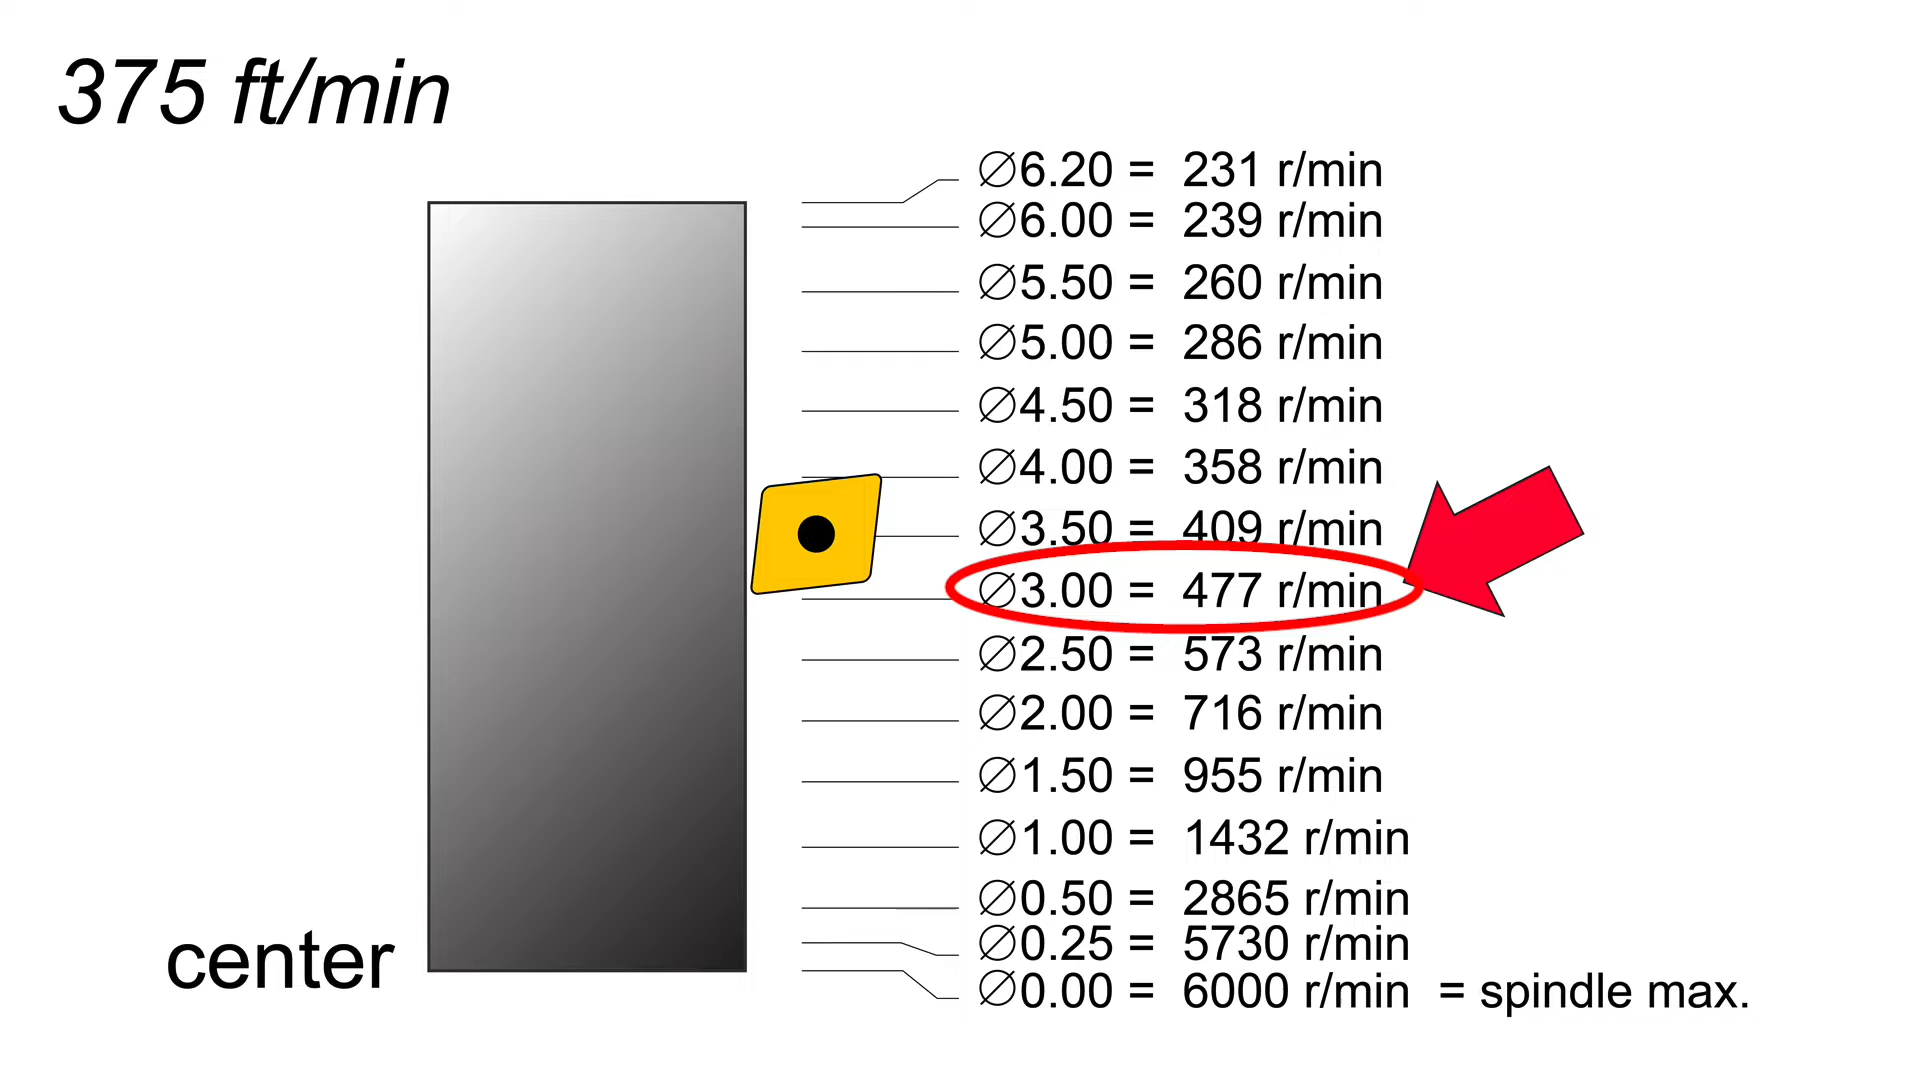 375 ft/min
∅6.20 = 231 r/min
∅6.00 = 239 r/min
∅5.50 = 260 r/min
∅5.00 = 286 r/min
∅4.50 = 318 r/min
∅4.00 = 358 r/min
∅3.50 = 409 r/min
∅3.00 = 477 r/min
∅2.50 = 573 r/min
∅2.00 = 716 r/min
∅1.50 = 955 r/min
∅1.00 = 1432 r/min
∅0.50 = 2865 r/min
∅0.25 = 5730 r/min
center
∅0.00 = 6000 r/min = spindle max.